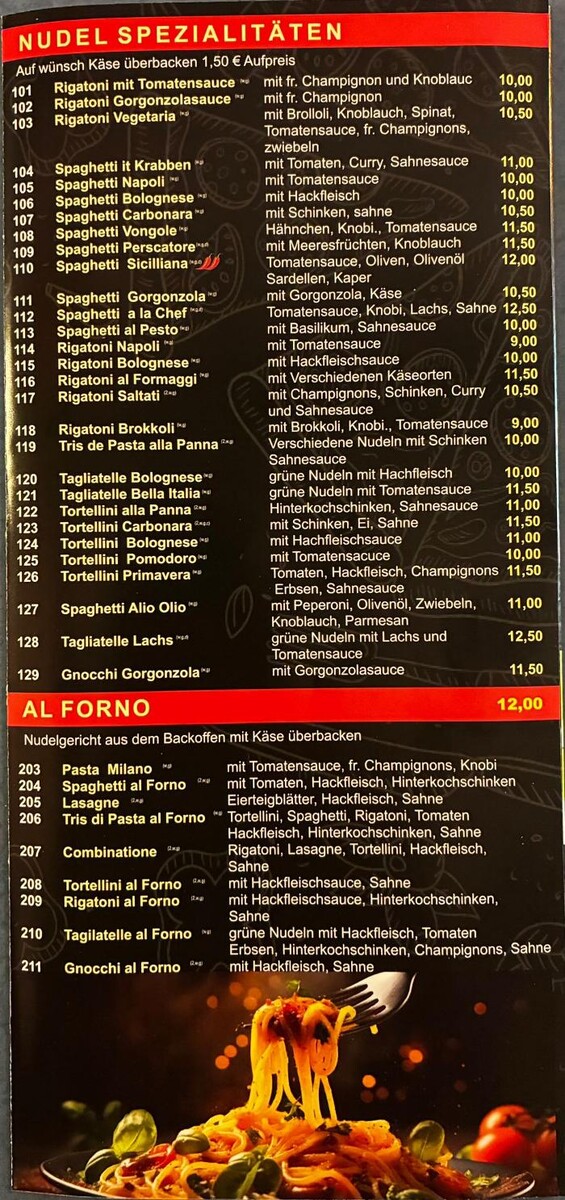 NUDEL SPEZIALITÄTEN
Auf wünsch Käse überbacken 1,50 € Aufpreis
101 Rigatoni mit Tomatensauce mit fr. Champignon und Knoblauc 10,00
102 Rigatoni Gorgonzolasauce mit fr. Champignon 10,00
103 Rigatoni Vegetaria mit Brolloli, Knoblauch, Spinat, 10,50
Tomatensauce, fr. Champignons,
zwiebeln
104 Spaghetti it Krabben mit Tomaten, Curry, Sahnesauce 11,00
105 Spaghetti Napoli mit Tomatensauce 10,00
106 Spaghetti Bolognese mit Hackfleisch 10,00
107 Spaghetti Carbonara mit Schinken, sahne 10,50
108 Spaghetti Vongole Hähnchen, Knobi., Tomatensauce 11,50
109 Spaghetti Perscatore mit Meeresfrüchten, Knoblauch 11,50
110 Spaghetti Sicilliana Tomatensauce, Oliven, Olivenöl 12,00
Sardellen, Kaper
111 Spaghetti Gorgonzola mit Gorgonzola, Käse 10,50
112 Spaghetti a la Chef Tomatensauce, Knobi, Lachs, Sahne 12,50
113 Spaghetti al Pesto mit Basilikum, Sahnesauce 10,00
114 Rigatoni Napoli mit Tomatensauce 9,00
115 Rigatoni Bolognese mit Hackfleischsauce 10,00
116 Rigatoni al Formaggi mit Verschiedenen Käseorten 11,50
117 Rigatoni Saltati mit Champignons, Schinken, Curry 10,50
und Sahnesauce
118 Rigatoni Brokkoli mit Brokkoli, Knobi., Tomatensauce 9,00
119 Tris de Pasta alla Panna Verschiedene Nudeln mit Schinken 10,00
Sahnesauce
120 Tagliatelle Bolognese grüne Nudeln mit Hachfleisch 10,00
121 Tagliatelle Bella Italia grüne Nudeln mit Tomatensauce 11,50
122 Tortellini alla Panna Hinterkochschinken, Sahnesauce 11,00
123 Tortellini Carbonara mit Schinken, Ei, Sahne 11,50
124 Tortellini Bolognese mit Hachfleischsauce 11,00
125 Tortellini Pomodoro mit Tomatensacuce 10,00
126 Tortellini Primavera Tomaten, Hackfleisch, Champignons 11,50
Erbsen, Sahnesauce
127 Spaghetti Alio Olio mit Peperoni, Olivenöl, Zwiebeln, 11,00
Knoblauch, Parmesan
128 Tagliatelle Lachs grüne Nudeln mit Lachs und 12,50
Tomatensauce
129 Gnocchi Gorgonzola mit Gorgonzolasauce 11,50
AL FORNO 12,00
Nudelgericht aus dem Backoffen mit Käse überbacken
203 Pasta Milano mit Tomatensauce, fr. Champignons, Knobi
204 Spaghetti al Forno mit Tomaten, Hackfleisch, Hinterkochschinken
205 Lasagne Eierteigblätter, Hackfleisch, Sahne
206 Tris di Pasta al Forno Tortellini, Spaghetti, Rigatoni, Tomaten
Hackfleisch, Hinterkochschinken, Sahne
207 Combinatione Rigatoni, Lasagne, Tortellini, Hackfleisch,
Sahne
208 Tortellini al Forno mit Hackfleischsauce, Sahne
209 Rigatoni al Forno mit Hackfleischsauce, Hinterkochschinken,
Sahne
210 Tagilatelle al Forno grüne Nudeln mit Hackfleisch, Tomaten
Erbsen, Hinterkochschinken, Champignons, Sahne
211 Gnocchi al Forno mit Hackfleisch, Sahne